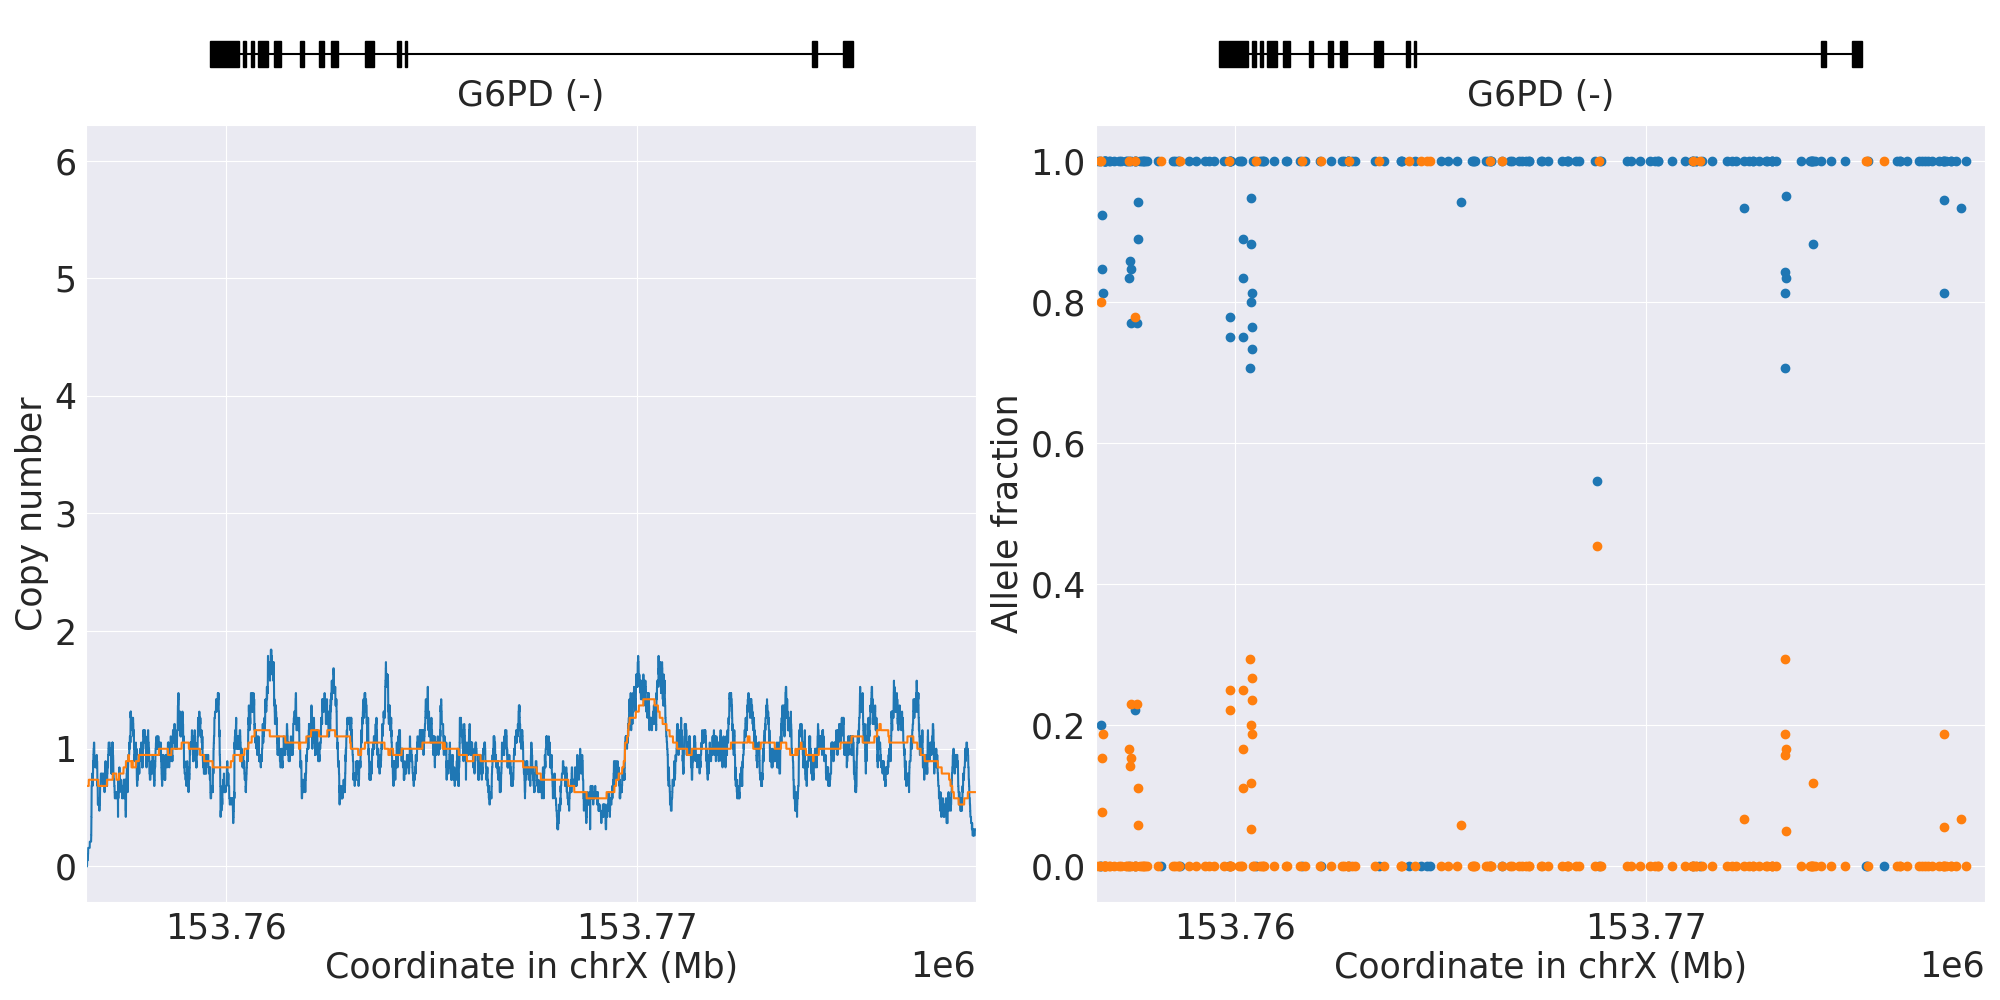 G6PD (-)
6
5
4
3
2
1
0
Copy number
153.76
153.77
Coordinate in chrX (Mb)
1e6
G6PD (-)
1.0
0.8
0.6
0.4
0.2
0.0
Allele fraction
153.76
153.77
Coordinate in chrX (Mb)
1e6